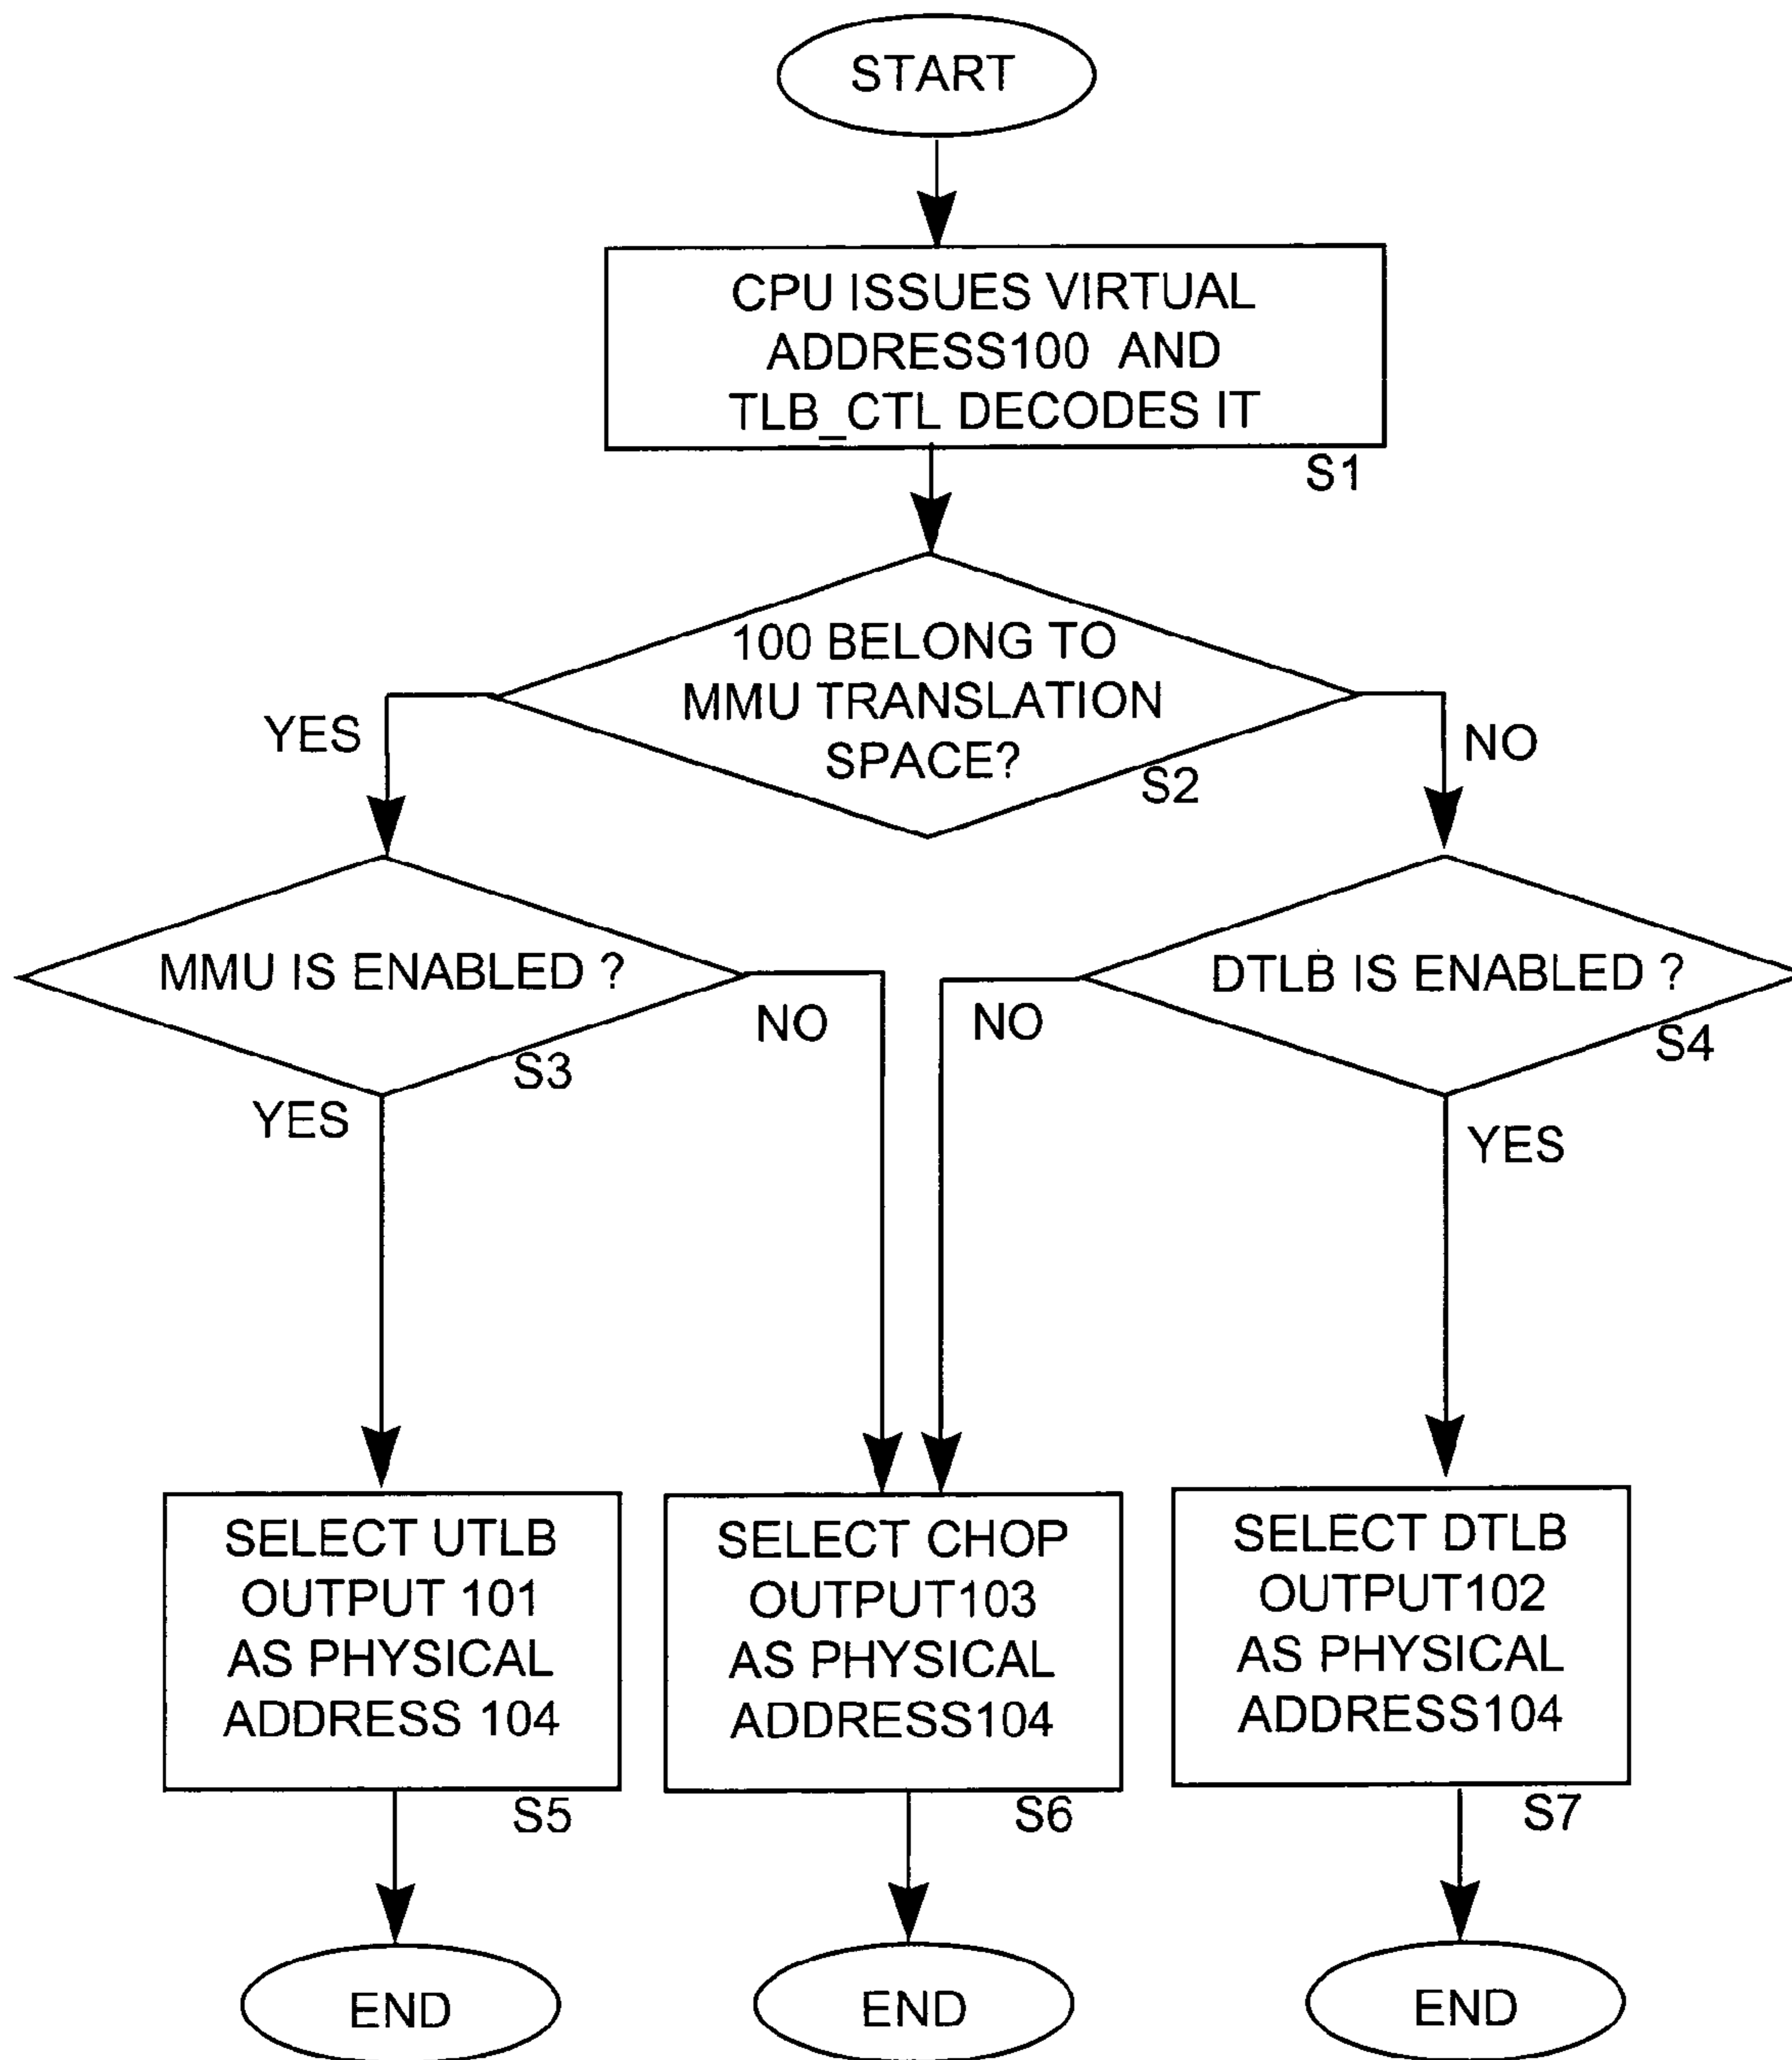 START
CPU ISSUES VIRTUAL
ADDRESS100 AND
TLB_CTL DECODES IT
S1
100 BELONG TO
MMU TRANSLATION
SPACE?
S2
YES
NO
MMU IS ENABLED ?
S3
NO
YES
DTLB IS ENABLED ?
S4
NO
YES
SELECT UTLB
OUTPUT 101
AS PHYSICAL
ADDRESS 104
S5
SELECT CHOP
OUTPUT103
AS PHYSICAL
ADDRESS104
S6
SELECT DTLB
OUTPUT102
AS PHYSICAL
ADDRESS104
S7
END
END
END